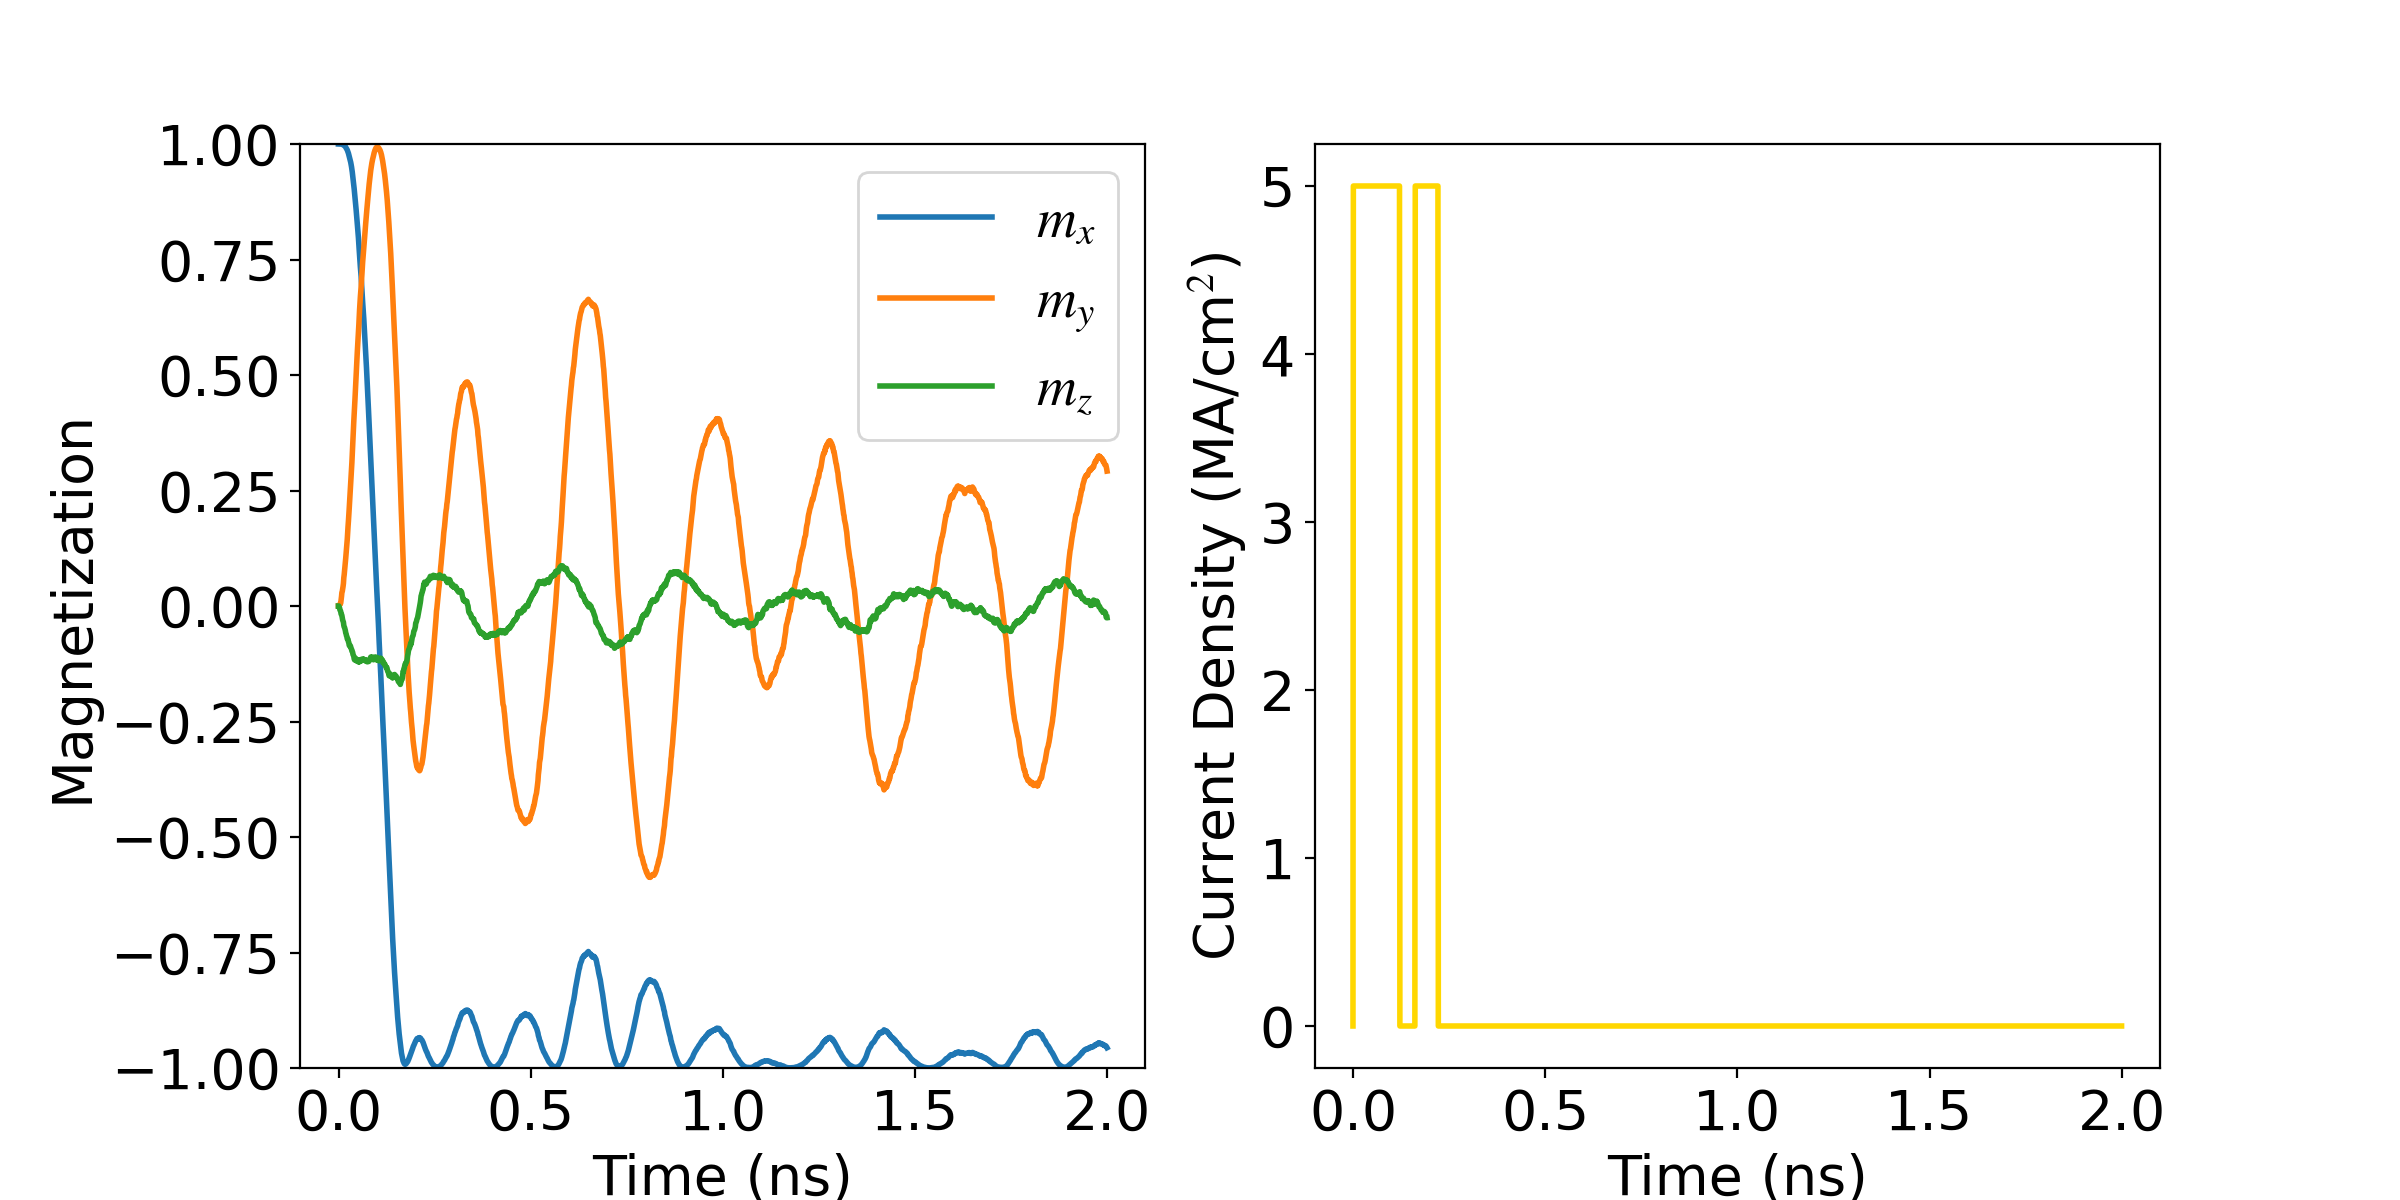 1.00
0.75
0.50
0.25
0.00
−0.25
−0.50
−0.75
−1.00
Magnetization
0.0 0.5 1.0 1.5 2.0
Time (ns)
m_x
m_y
m_z
5
4
3
2
1
0
Current Density (MA/cm²)
0.0 0.5 1.0 1.5 2.0
Time (ns)